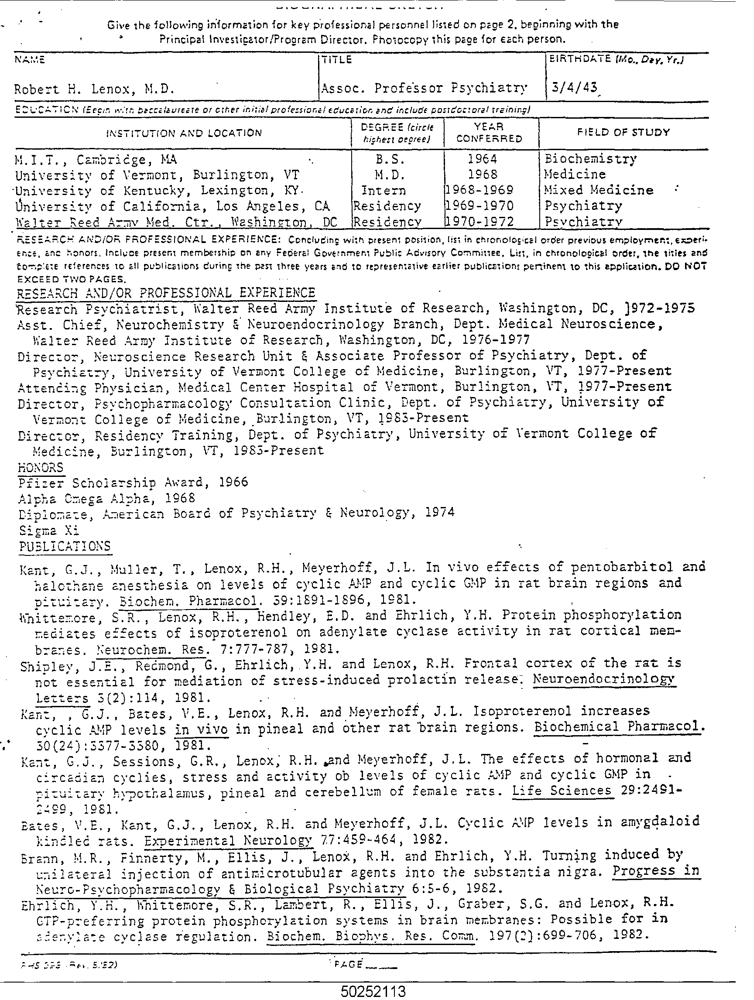 Give the following information for key professional personnel listed on page 2, beginning with the
Principal Investigator/Program Director. Photocopy this page for each person.
NAME TITLE BIRTHDATE (Mo., Day, Yr.)
Robert H. Lenox, M.D. Assoc. Professor Psychiatry 3/4/43
EDUCATION (Begin with baccalaureate or other initial professional education and include postdoctoral training)
INSTITUTION AND LOCATION DEGREE (circle highest degree) YEAR CONFERRED FIELD OF STUDY
M.I.T., Cambridge, MA B.S. 1964 Biochemistry
University of Vermont, Burlington, VT M.D. 1968 Medicine
University of Kentucky, Lexington, KY. Intern 1968-1969 Mixed Medicine
University of California, Los Angeles, CA Residency 1969-1970 Psychiatry
Walter Reed Army Med. Ctr., Washington, DC Residency 1970-1972 Psychiatry
RESEARCH AND/OR PROFESSIONAL EXPERIENCE: Concluding with present position, list in chronological order previous employment, experi-
ence, and honors. Include present membership on any Federal Government Public Advisory Committee. List, in chronological order, the titles and
complete references to all publications during the past three years and to representative earlier publications pertinent to this application. DO NOT
EXCEED TWO PAGES.
RESEARCH AND/OR PROFESSIONAL EXPERIENCE
Research Psychiatrist, Walter Reed Army Institute of Research, Washington, DC, 1972-1975
Asst. Chief, Neurochemistry & Neuroendocrinology Branch, Dept. Medical Neuroscience,
Walter Reed Army Institute of Research, Washington, DC, 1976-1977
Director, Neuroscience Research Unit & Associate Professor of Psychiatry, Dept. of
Psychiatry, University of Vermont College of Medicine, Burlington, VT, 1977-Present
Attending Physician, Medical Center Hospital of Vermont, Burlington, VT, 1977-Present
Director, Psychopharmacology Consultation Clinic, Dept. of Psychiatry, University of
Vermont College of Medicine, Burlington, VT, 1983-Present
Director, Residency Training, Dept. of Psychiatry, University of Vermont College of
Medicine, Burlington, VT, 1983-Present
HONORS
Pfizer Scholarship Award, 1966
Alpha Omega Alpha, 1968
Diplomate, American Board of Psychiatry & Neurology, 1974
Sigma Xi
PUBLICATIONS
Kant, G.J., Muller, T., Lenox, R.H., Meyerhoff, J.L. In vivo effects of pentobarbitol and
halothane anesthesia on levels of cyclic AMP and cyclic GMP in rat brain regions and
pituitary. Biochem. Pharmacol. 39:1891-1896, 1981.
Whittemore, S.R., Lenox, R.H., Hendley, E.D. and Ehrlich, Y.H. Protein phosphorylation
mediates effects of isoproterenol on adenylate cyclase activity in rat cortical mem-
branes. Neurochem. Res. 7:777-787, 1981.
Shipley, J.E., Redmond, G., Ehrlich, Y.H. and Lenox, R.H. Frontal cortex of the rat is
not essential for mediation of stress-induced prolactin release. Neuroendocrinology
Letters 3(2):114, 1981.
Kant, , G.J., Bates, V.E., Lenox, R.H. and Meyerhoff, J.L. Isoproterenol increases
cyclic AMP levels in vivo in pineal and other rat brain regions. Biochemical Pharmacol.
30(24):3377-3380, 1981.
Kant, G.J., Sessions, G.R., Lenox, R.H. and Meyerhoff, J.L. The effects of hormonal and
circadian cyclies, stress and activity ob levels of cyclic AMP and cyclic GMP in
pituitary hypothalamus, pineal and cerebellum of female rats. Life Sciences 29:2491-
2499, 1981.
Bates, V.E., Kant, G.J., Lenox, R.H. and Meyerhoff, J.L. Cyclic AMP levels in amygdaloid
kindled rats. Experimental Neurology 77:459-464, 1982.
Brann, M.R., Finnerty, M., Ellis, J., Lenox, R.H. and Ehrlich, Y.H. Turning induced by
unilateral injection of antimicrotubular agents into the substantia nigra. Progress in
Neuro-Psychopharmacology & Biological Psychiatry 6:5-6, 1982.
Ehrlich, Y.H., Whittemore, S.R., Lambert, R., Ellis, J., Graber, S.G. and Lenox, R.H.
GTP-preferring protein phosphorylation systems in brain membranes: Possible for in
adenylate cyclase regulation. Biochem. Biophys. Res. Comm. 197(2):699-706, 1982.
PHS 398 (Rev. 5/82) PAGE
50252113